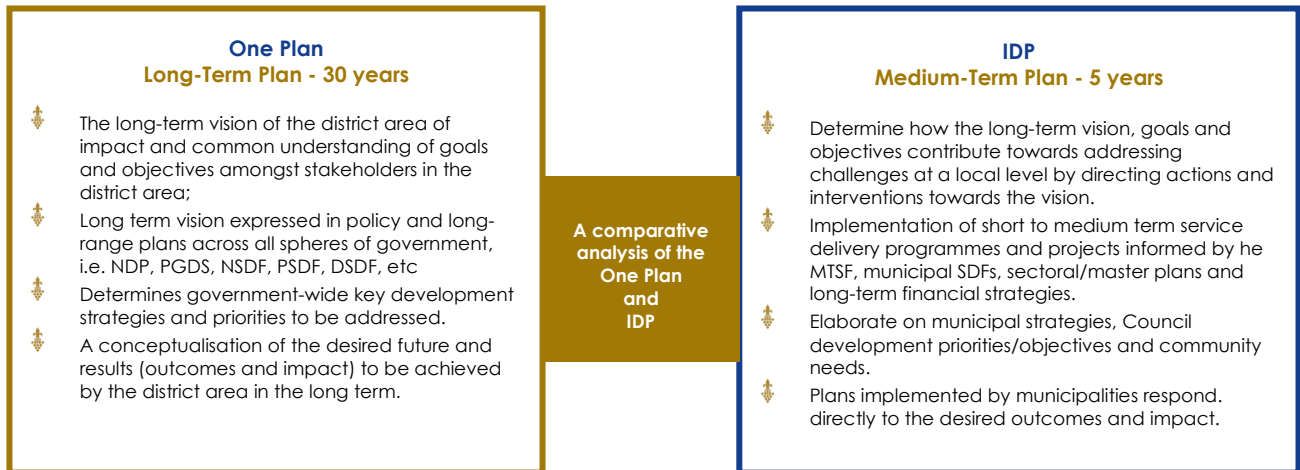 One Plan
Long-Term Plan - 30 years
The long-term vision of the district area of
impact and common understanding of goals
and objectives amongst stakeholders in the
district area;
Long term vision expressed in policy and long-
range plans across all spheres of government,
i.e. NDP, PGDS, NSDF, PSDF, DSDF, etc
Determines government-wide key development
strategies and priorities to be addressed.
A conceptualisation of the desired future and
results (outcomes and impact) to be achieved
by the district area in the long term.
A comparative
analysis of the
One Plan
and
IDP
IDP
Medium-Term Plan - 5 years
Determine how the long-term vision, goals and
objectives contribute towards addressing
challenges at a local level by directing actions and
interventions towards the vision.
Implementation of short to medium term service
delivery programmes and projects informed by he
MTSF, municipal SDFs, sectoral/master plans and
long-term financial strategies.
Elaborate on municipal strategies, Council
development priorities/objectives and community
needs.
Plans implemented by municipalities respond.
directly to the desired outcomes and impact.